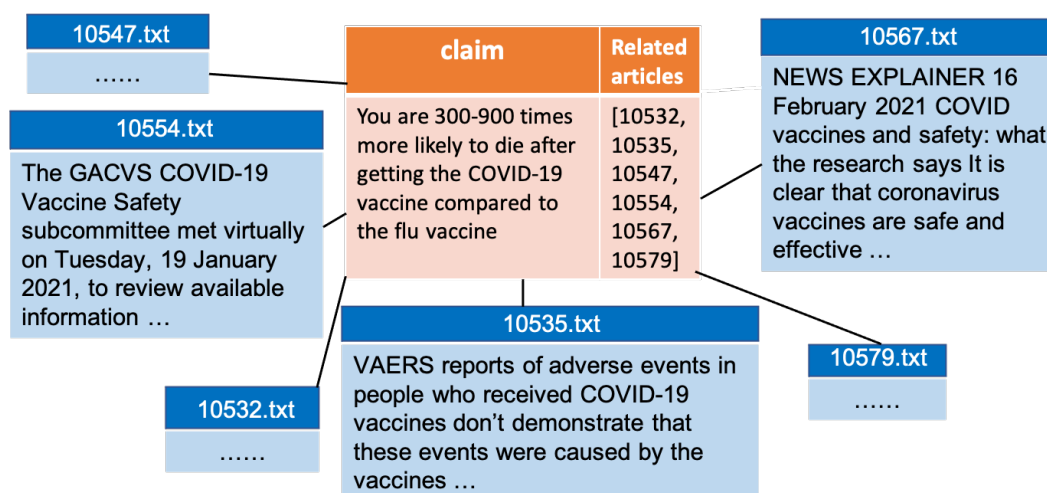 10547.txt
……
10554.txt
The GACVS COVID-19
Vaccine Safety
subcommittee met virtually
on Tuesday, 19 January
2021, to review available
information …
10532.txt
……
claim
Related
articles
You are 300-900 times
more likely to die after
getting the COVID-19
vaccine compared to
the flu vaccine
[10532,
10535,
10547,
10554,
10567,
10579]
10535.txt
VAERS reports of adverse events in
people who received COVID-19
vaccines don’t demonstrate that
these events were caused by the
vaccines …
10567.txt
NEWS EXPLAINER 16
February 2021 COVID
vaccines and safety: what
the research says It is
clear that coronavirus
vaccines are safe and
effective …
10579.txt
……